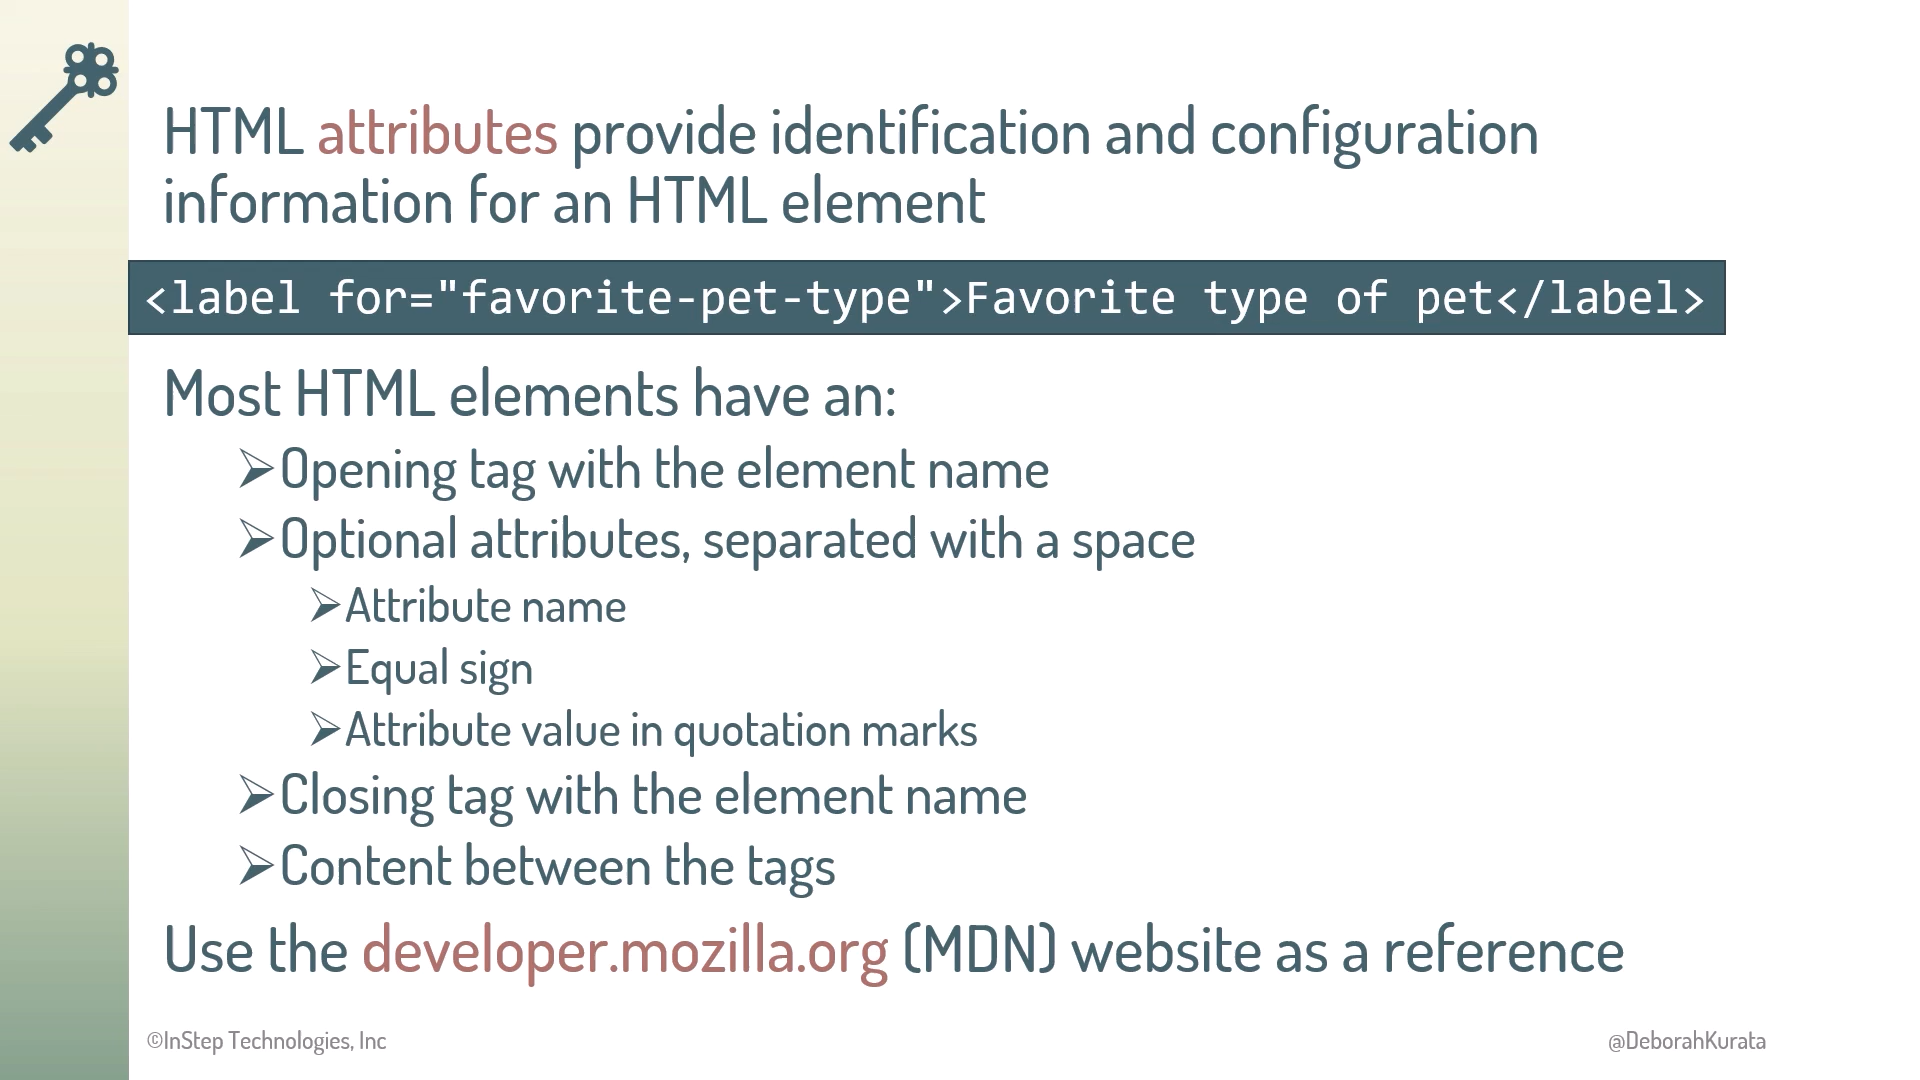 HTML attributes provide identification and configuration
information for an HTML element
<label for="favorite-pet-type">Favorite type of pet</label>
Most HTML elements have an:
➢Opening tag with the element name
➢Optional attributes, separated with a space
➢Attribute name
➢Equal sign
➢Attribute value in quotation marks
➢Closing tag with the element name
➢Content between the tags
Use the developer.mozilla.org (MDN) website as a reference
©InStep Technologies, Inc
@DeborahKurata